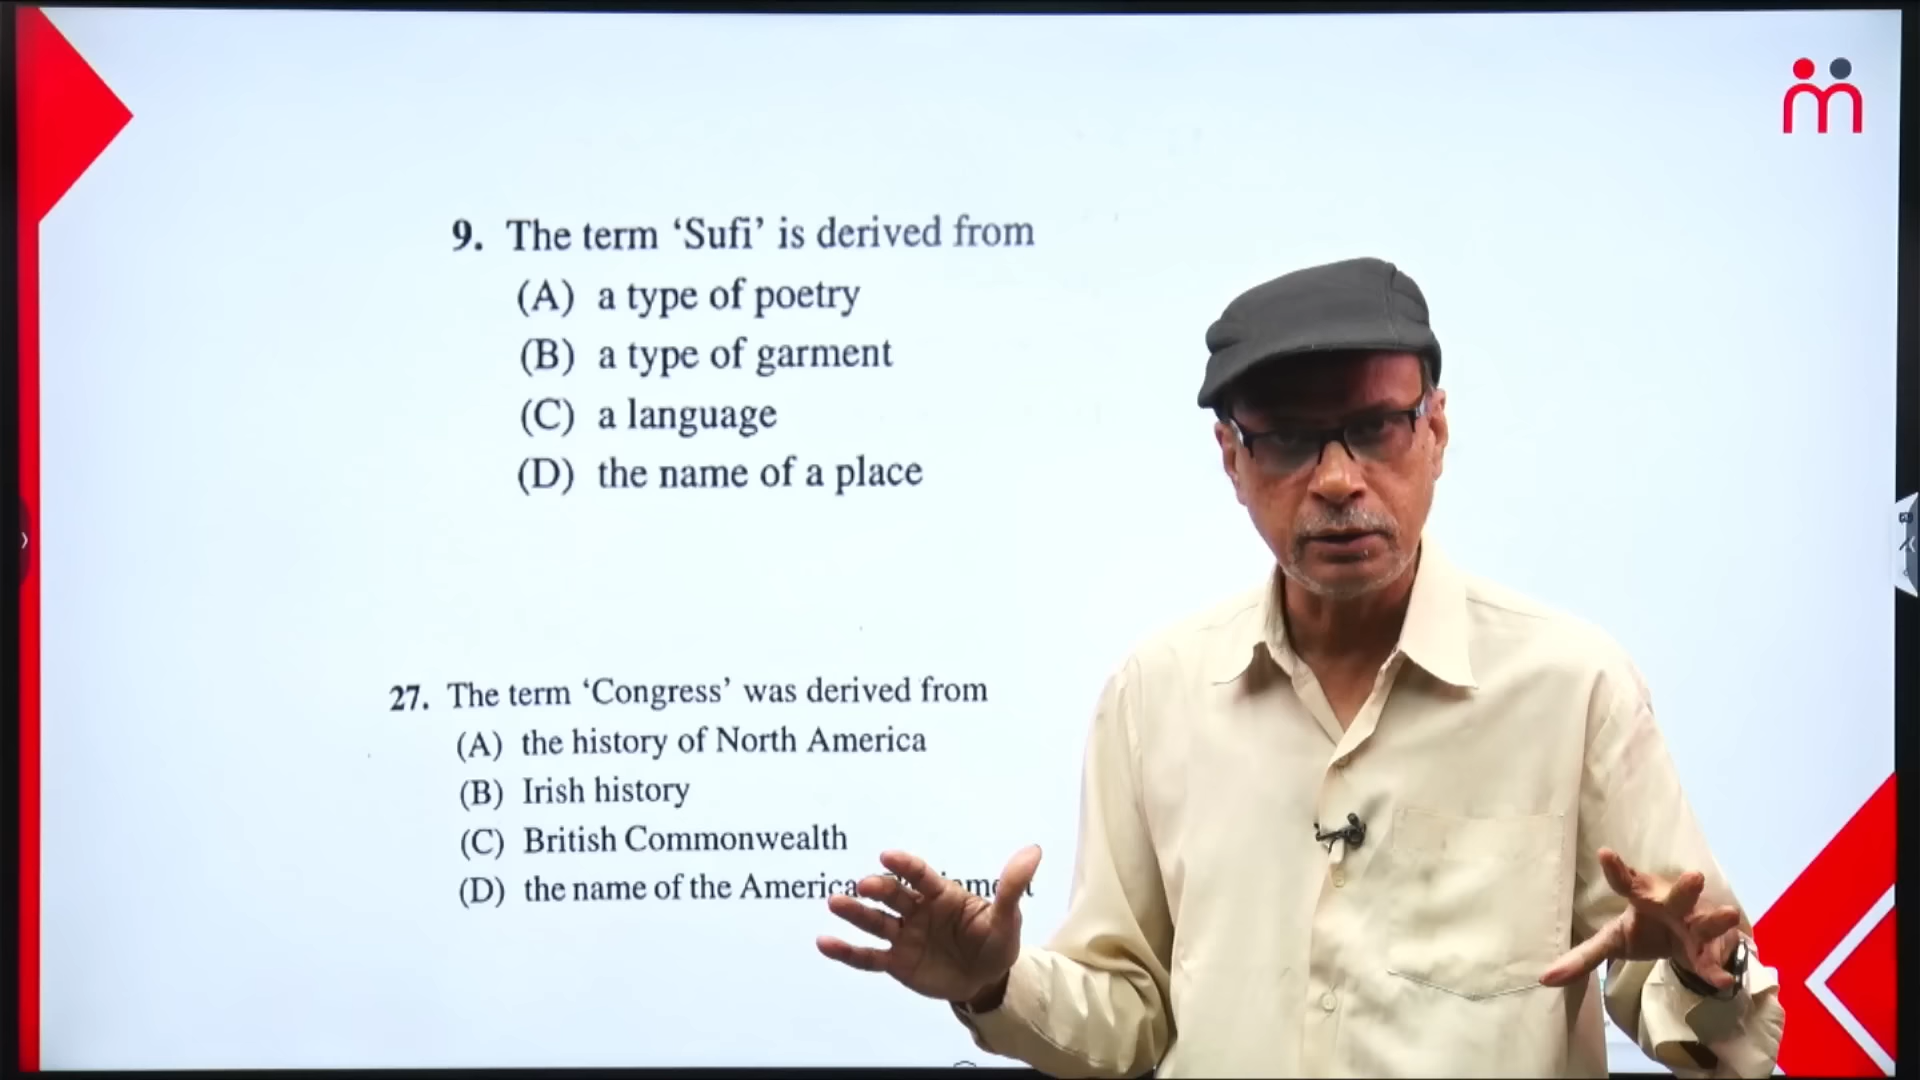 9. The term ‘Sufi’ is derived from
(A) a type of poetry
(B) a type of garment
(C) a language
(D) the name of a place
27. The term ‘Congress’ was derived from
(A) the history of North America
(B) Irish history
(C) British Commonwealth
(D) the name of the